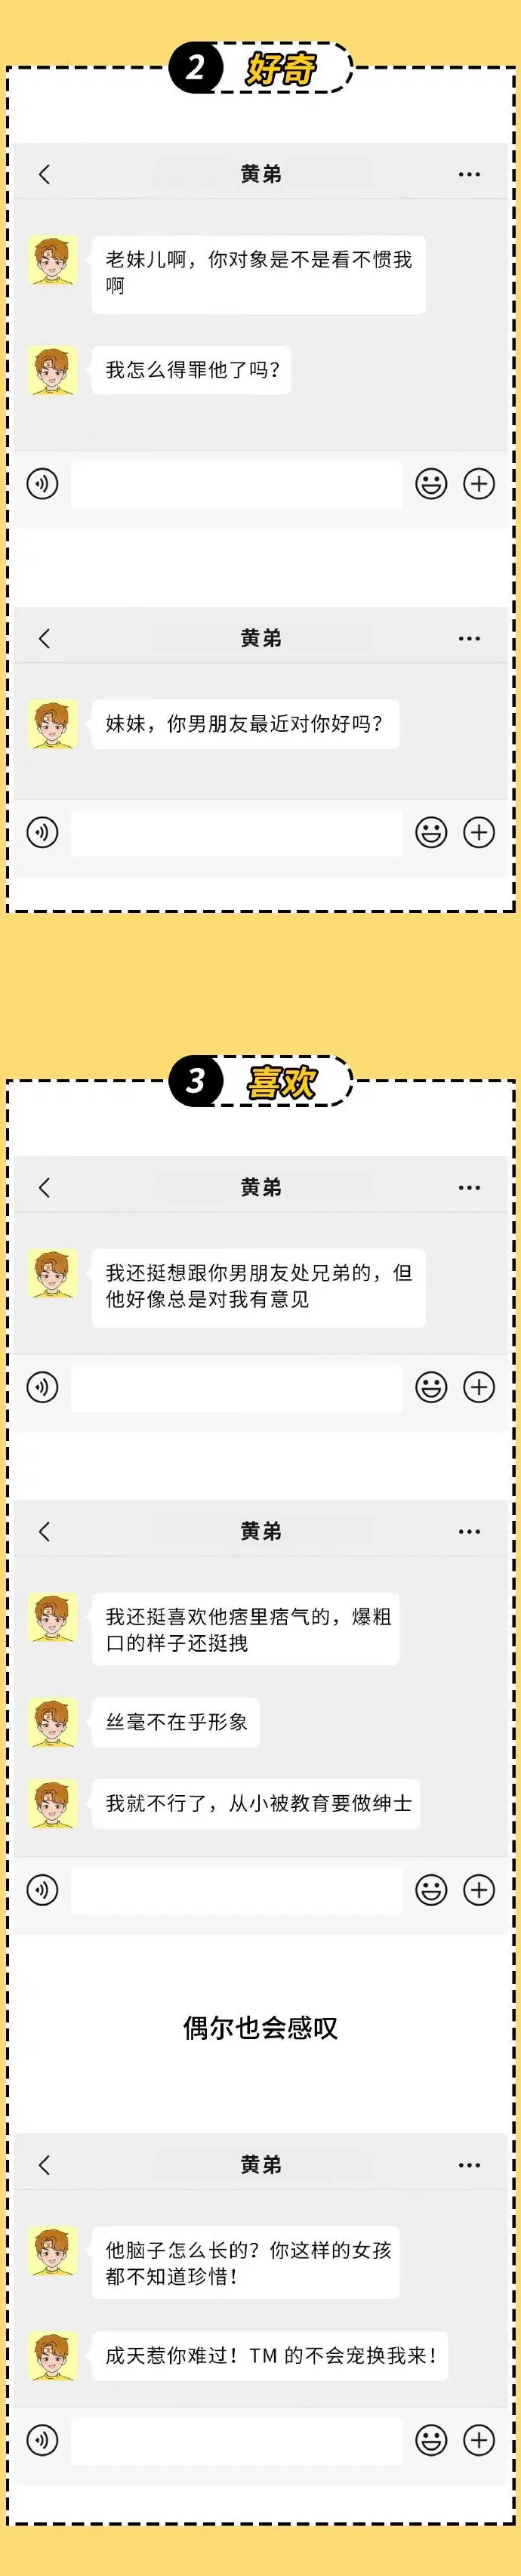 2 好奇
黄弟
老妹儿啊，你对象是不是看不惯我
啊
我怎么得罪他了吗？
黄弟
妹妹，你男朋友最近对你好吗？
3 喜欢
黄弟
我还挺想跟你男朋友处兄弟的，但
他好像总是对我有意见
黄弟
我还挺喜欢他痞里痞气的，爆粗
口的样子还挺拽
丝毫不在乎形象
我就不行了，从小被教育要做绅士
偶尔也会感叹
黄弟
他脑子怎么长的？你这样的女孩
都不知道珍惜！
成天惹你难过！TM 的不会宠换我来！